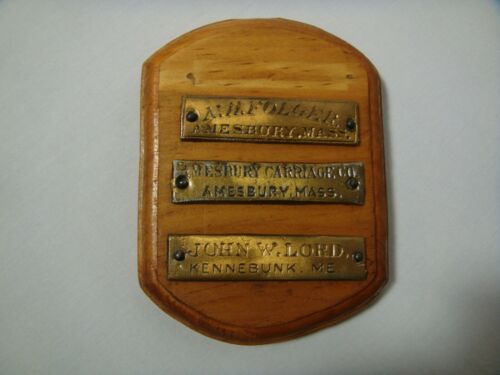 A.N.FOLGER.
AMESBURY, MASS.
AMESBURY CARRIAGE, CO
AMESBURY, MASS.
JOHN W. LORD.
KENNEBUNK. ME